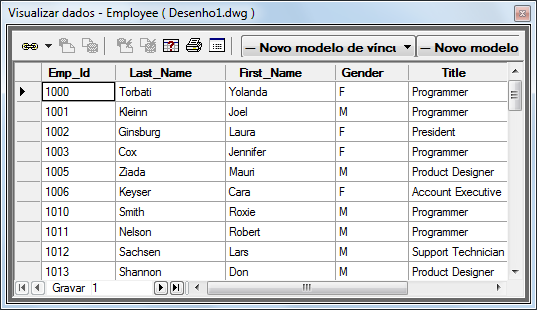 Visualizar dados - Employee ( Desenho1.dwg )
— Novo modelo de víncu — Novo modelo
Emp_Id Last_Name First_Name Gender Title
1000 Torbati Yolanda F Programmer
1001 Kleinn Joel M Programmer
1002 Ginsburg Laura F President
1003 Cox Jennifer F Programmer
1005 Ziada Mauri M Product Designer
1006 Keyser Cara F Account Executive
1010 Smith Roxie M Programmer
1011 Nelson Robert M Programmer
1012 Sachsen Lars M Support Technician
1013 Shannon Don M Product Designer
Gravar 1